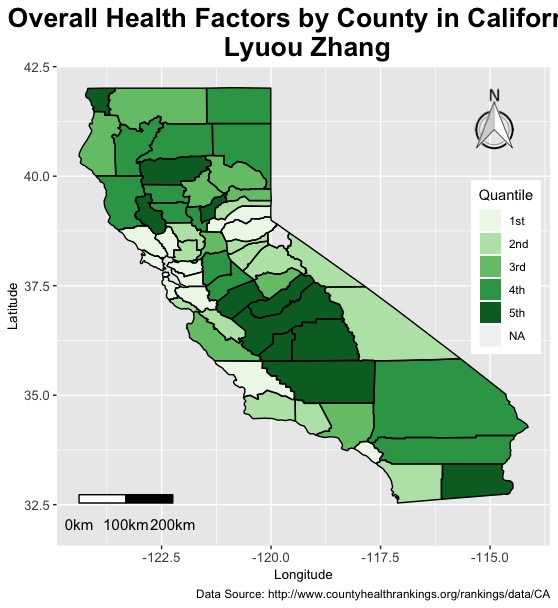 Overall Health Factors by County in Califor
Lyuou Zhang
42.5
40.0
37.5
35.0
32.5
Latitude
N
Quantile
1st
2nd
3rd
4th
5th
NA
0km 100km 200km
-122.5 -120.0 -117.5 -115.0
Longitude
Data Source: http://www.countyhealthrankings.org/rankings/data/CA